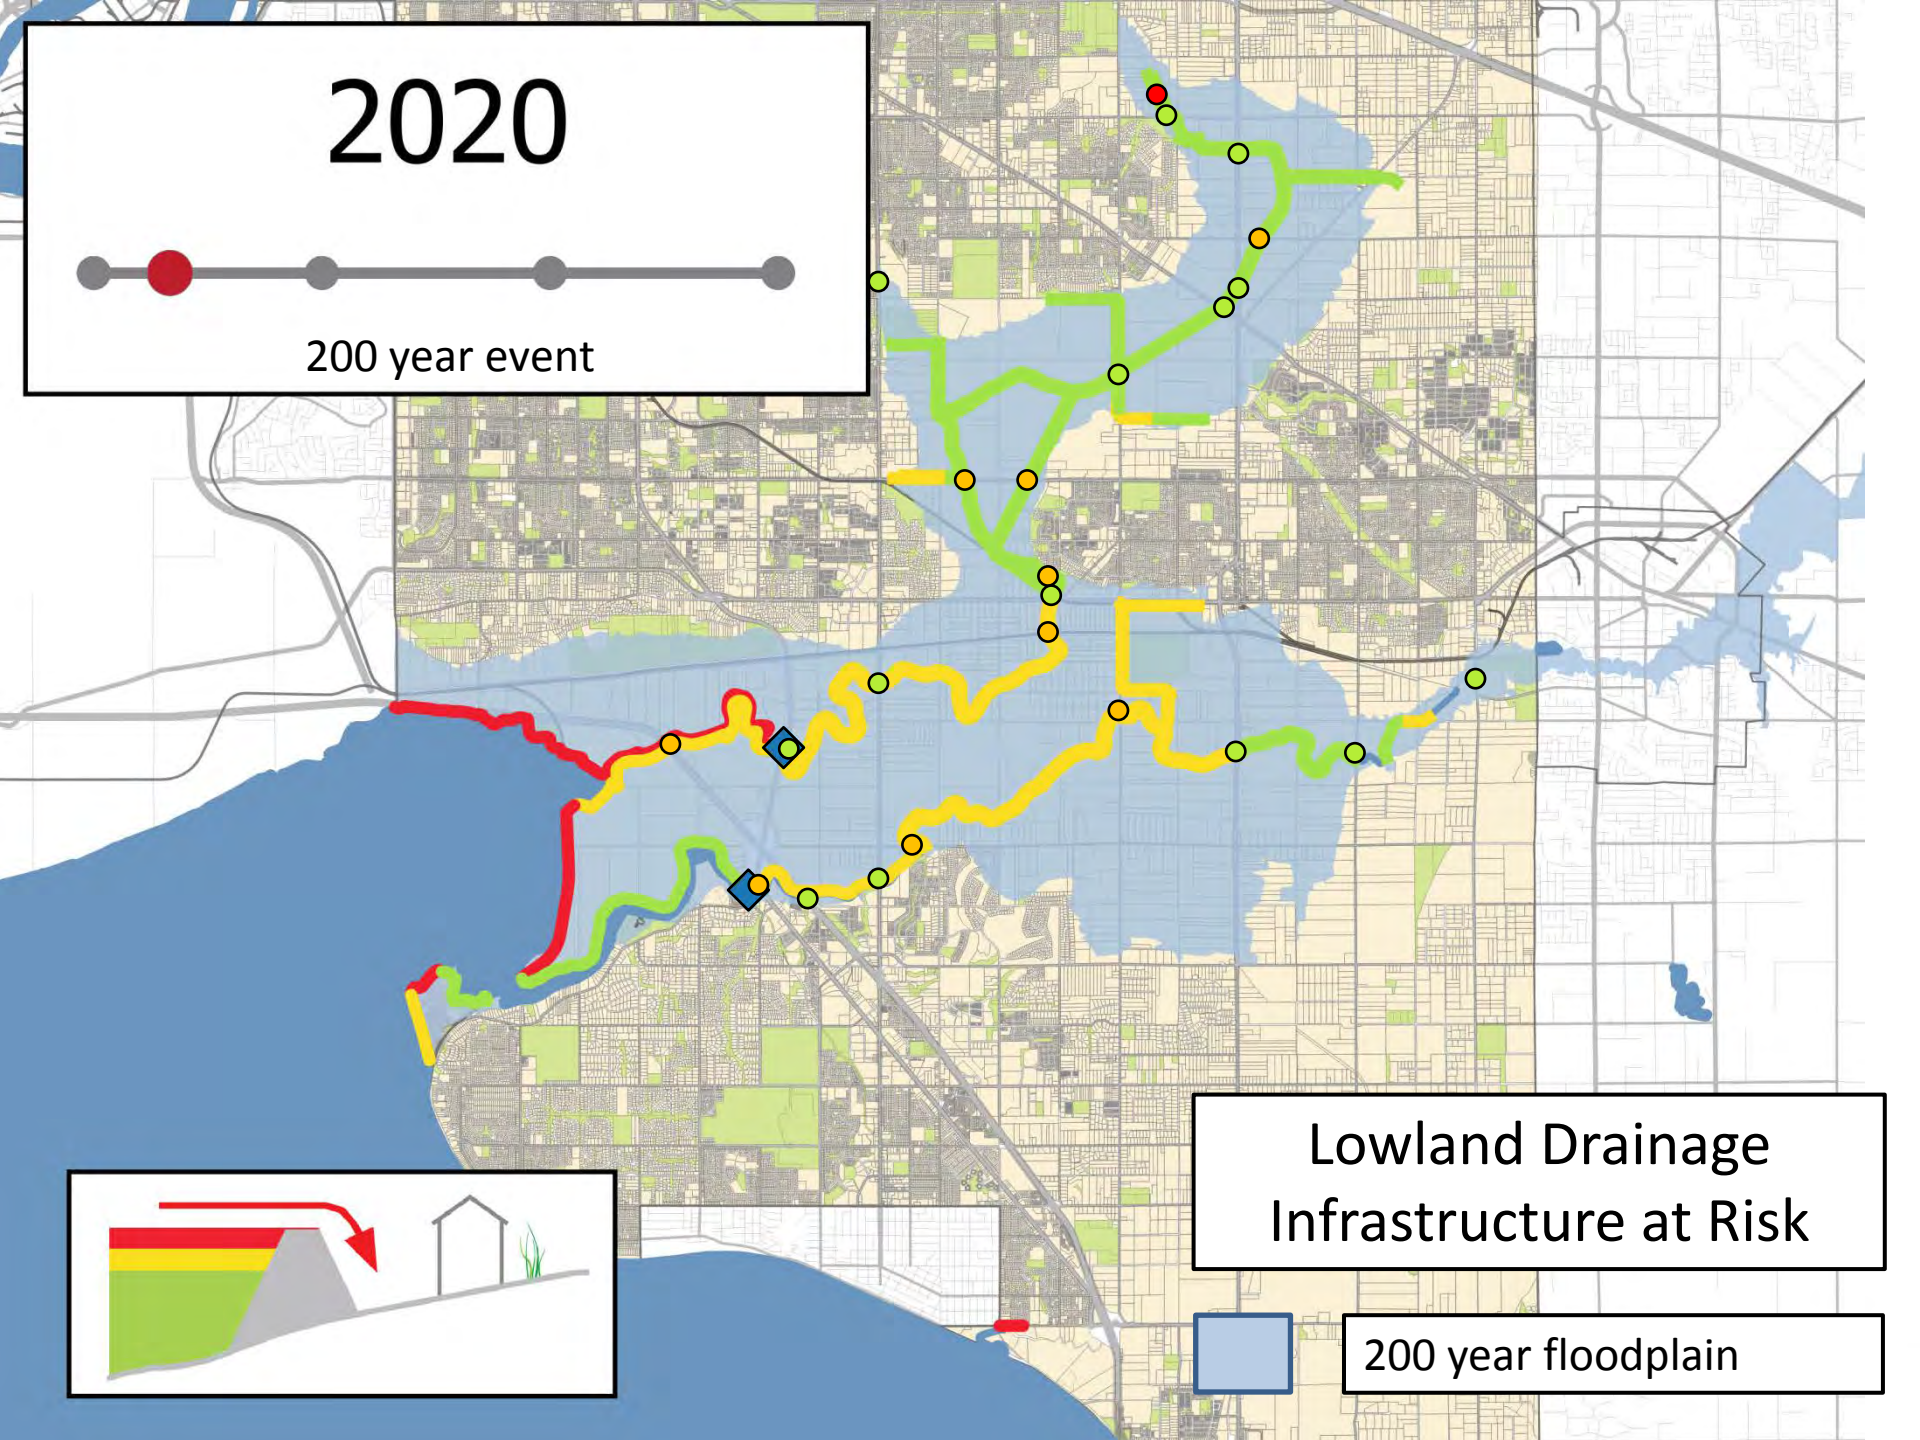 2020
200 year event
Lowland Drainage
Infrastructure at Risk
200 year floodplain